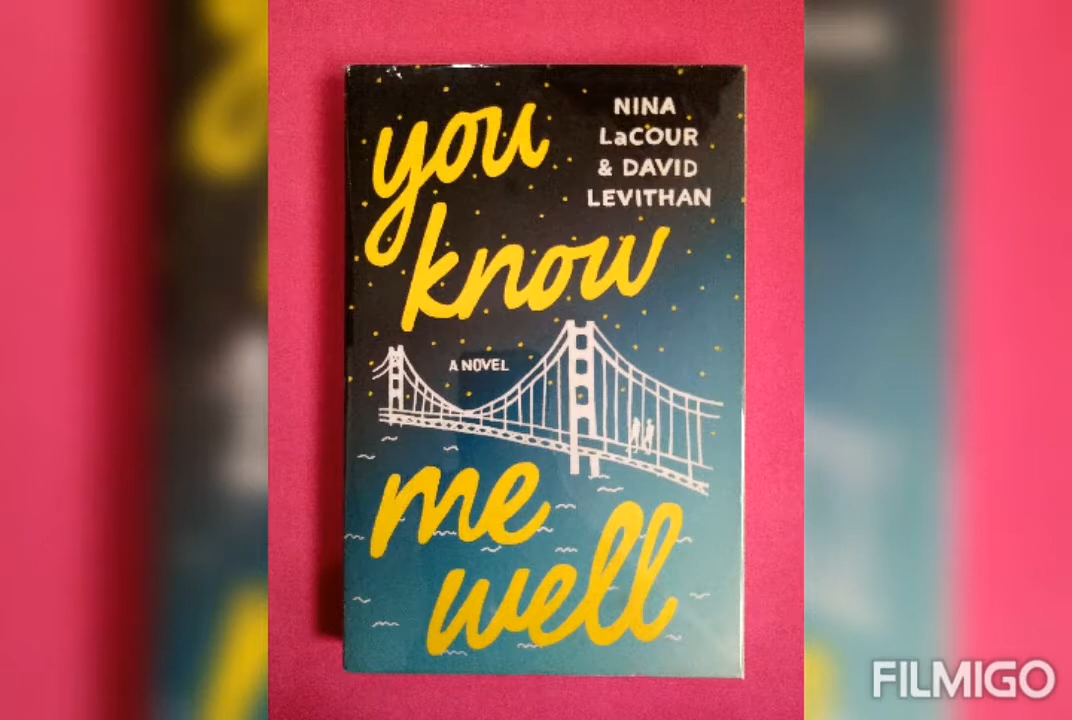 you
know
me
well
NINA
LaCOUR
& DAVID
LEVITHAN
A NOVEL
FILMIGO